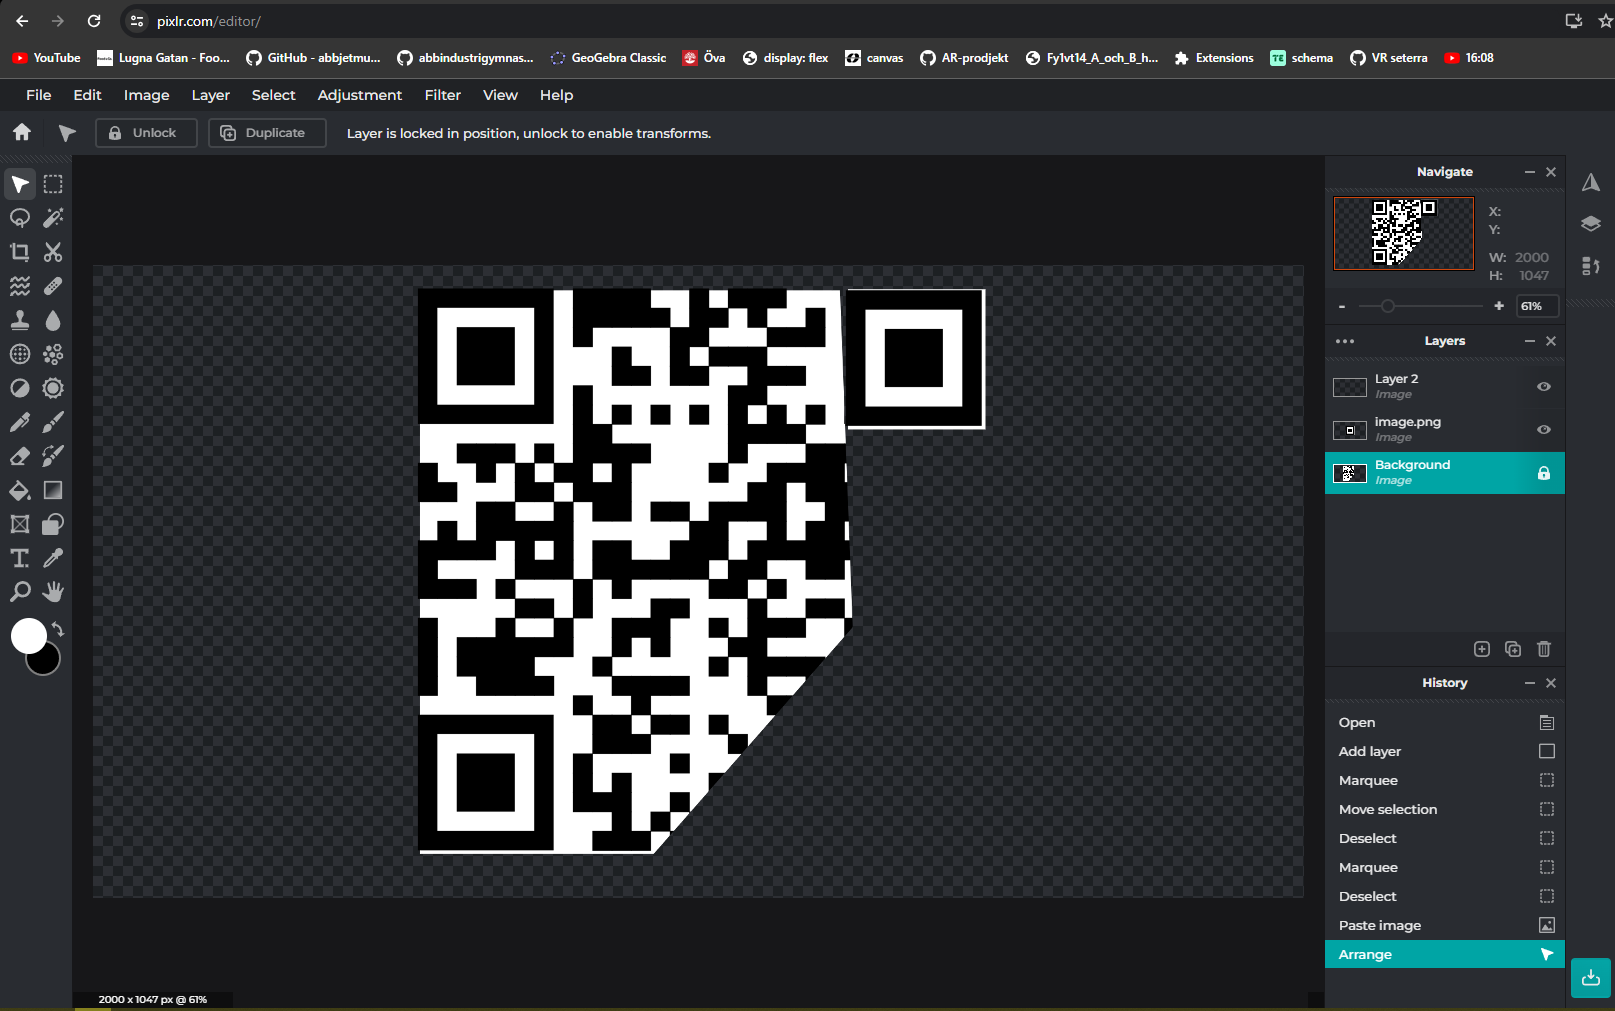 pixlr.com/editor/
YouTube
Lugna Gatan - Foo...
GitHub - abbjetmu...
abbindustrigymnas...
GeoGebra Classic
Öva
display: flex
canvas
AR-prodjekt
Fy1vt14_A_och_B_h...
Extensions
TE schema
VR seterra
16:08
File Edit Image Layer Select Adjustment Filter View Help
Unlock
Duplicate
Layer is locked in position, unlock to enable transforms.
Navigate
X:
Y:
W: 2000
H: 1047
- + 61%
Layers
Layer 2
Image
image.png
Image
Background
Image
History
Open
Add layer
Marquee
Move selection
Deselect
Marquee
Deselect
Paste image
Arrange
2000 x 1047 px @ 61%